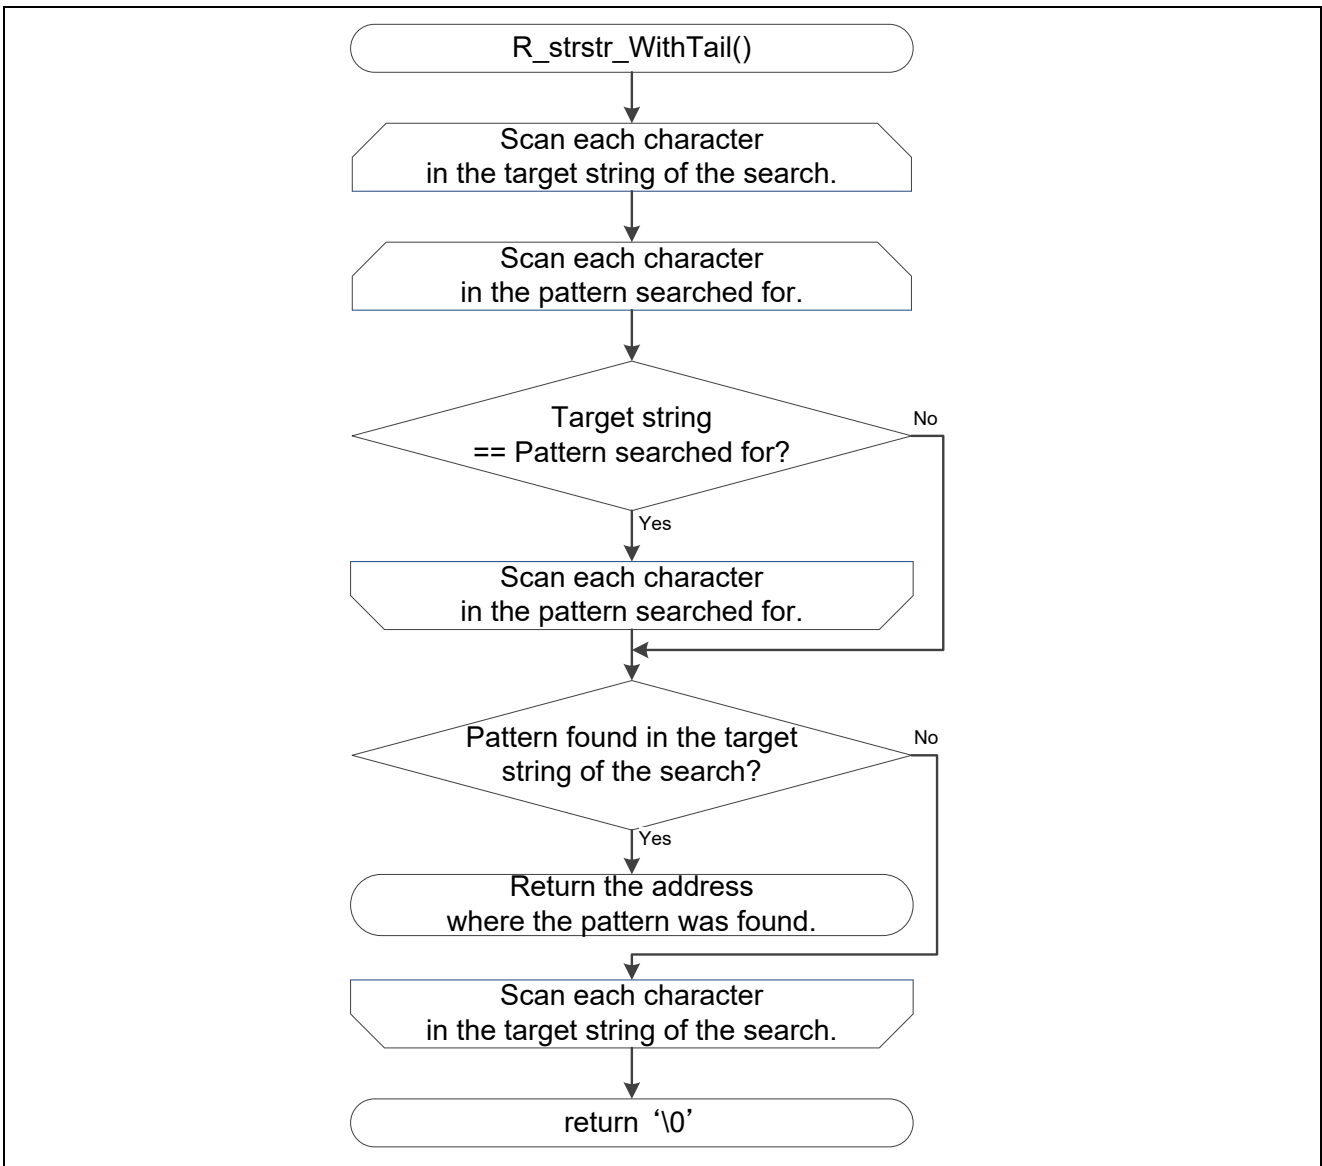 R_strstr_WithTail()
Scan each character
in the target string of the search.
Scan each character
in the pattern searched for.
Target string
== Pattern searched for?
No
Yes
Scan each character
in the pattern searched for.
Pattern found in the target
string of the search?
No
Yes
Return the address
where the pattern was found.
Scan each character
in the target string of the search.
return ‘\0’